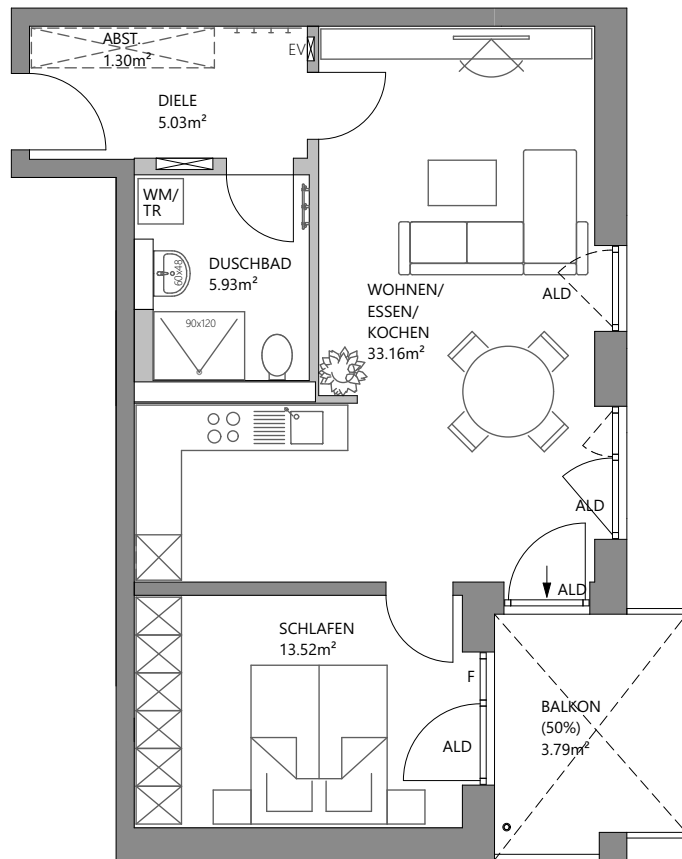 ABST.
1.30m²
EV
DIELE
5.03m²
WM/
TR
60x48
DUSCHBAD
5.93m²
90x120
WOHNEN/
ESSEN/
KOCHEN
33.16m²
ALD
ALD
ALD
SCHLAFEN
13.52m²
F
ALD
BALKON
(50%)
3.79m²